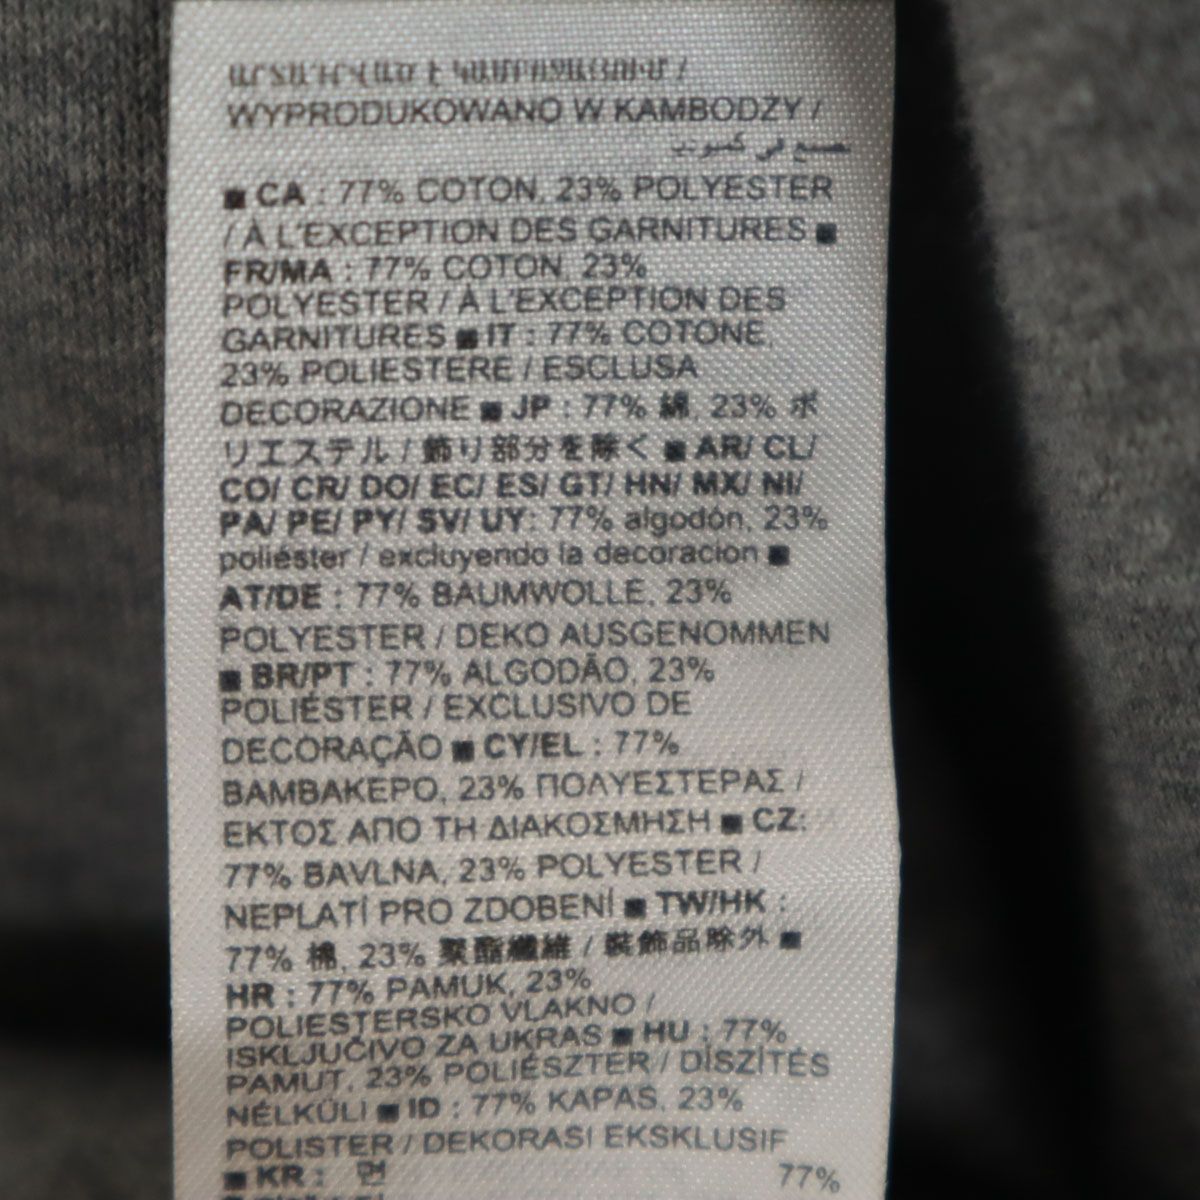 WYPRODUKOWANO W KAMBODŻY /
صنع في كمبوديا
■ CA : 77% COTON, 23% POLYESTER
/ À L'EXCEPTION DES GARNITURES ■
FR/MA : 77% COTON, 23%
POLYESTER / À L'EXCEPTION DES
GARNITURES ■ IT : 77% COTONE,
23% POLIESTERE / ESCLUSA
DECORAZIONE ■ JP : 77% 綿, 23% ポ
リエステル / 飾り部分を除く ■ AR/ CL/
CO/ CR/ DO/ EC/ ES/ GT/ HN/ MX/ NI/
PA/ PE/ PY/ SV/ UY: 77% algodón, 23%
poliéster / excluyendo la decoracion ■
AT/DE : 77% BAUMWOLLE, 23%
POLYESTER / DEKO AUSGENOMMEN
■ BR/PT : 77% ALGODÃO, 23%
POLIÉSTER / EXCLUSIVO DE
DECORAÇÃO ■ CY/EL : 77%
ΒΑΜΒΑΚΕΡΟ, 23% ΠΟΛΥΕΣΤΕΡΑΣ /
ΕΚΤΟΣ ΑΠΟ ΤΗ ΔΙΑΚΟΣΜΗΣΗ ■ CZ:
77% BAVLNA, 23% POLYESTER /
NEPLATÍ PRO ZDOBENÍ ■ TW/HK :
77% 棉, 23% 聚酯纖維 / 裝飾品除外 ■
HR : 77% PAMUK, 23%
POLIESTERSKO VLAKNO /
ISKLJUČIVO ZA UKRAS ■ HU : 77%
PAMUT, 23% POLIÉSZTER / DÍSZÍTÉS
NÉLKÜLI ■ ID : 77% KAPAS, 23%
POLISTER / DEKORASI EKSKLUSIF
■ KR : 면 77%